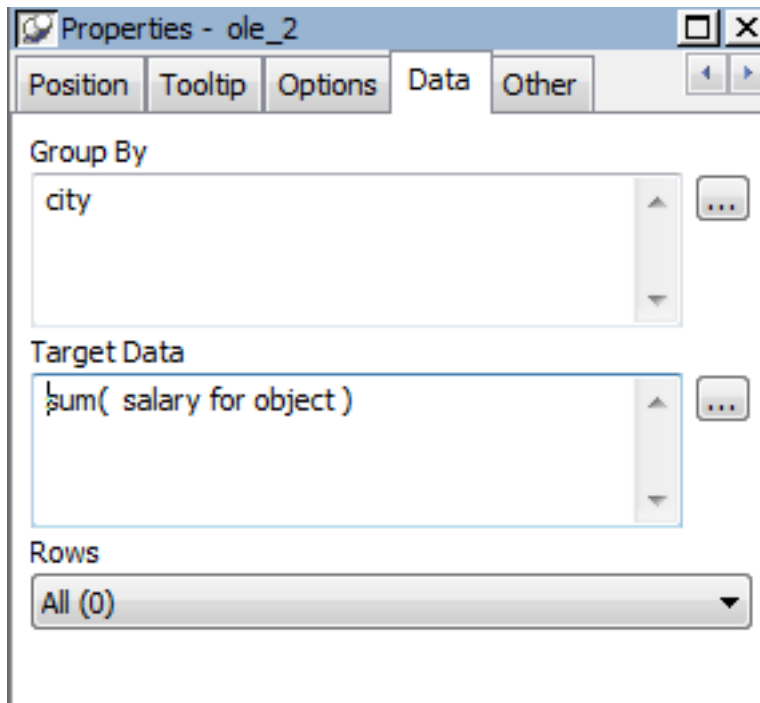 Properties - ole_2
Position Tooltip Options Data Other
Group By
city
...
Target Data
sum( salary for object )
...
Rows
All (0)